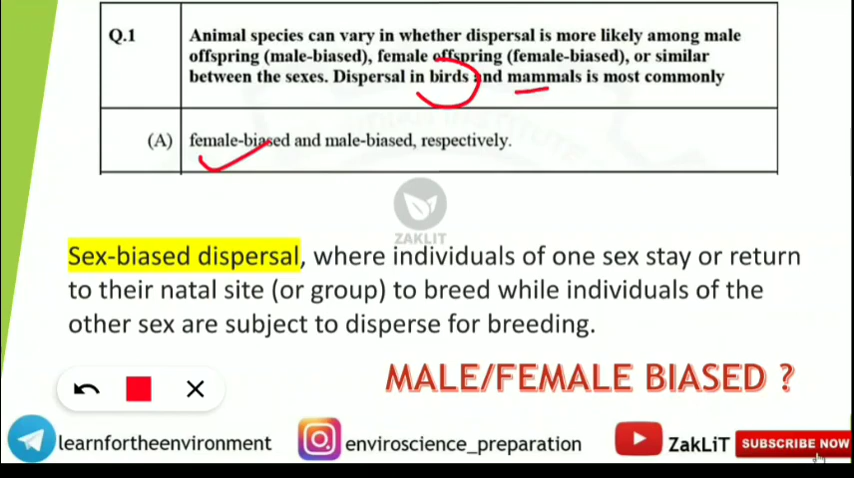 Q.1
Animal species can vary in whether dispersal is more likely among male
offspring (male-biased), female offspring (female-biased), or similar
between the sexes. Dispersal in birds and mammals is most commonly
(A) female-biased and male-biased, respectively.
ZAKLIT
Sex-biased dispersal, where individuals of one sex stay or return
to their natal site (or group) to breed while individuals of the
other sex are subject to disperse for breeding.
MALE/FEMALE BIASED ?
learnfortheenvironment
enviroscience_preparation
ZakLiT
SUBSCRIBE NOW